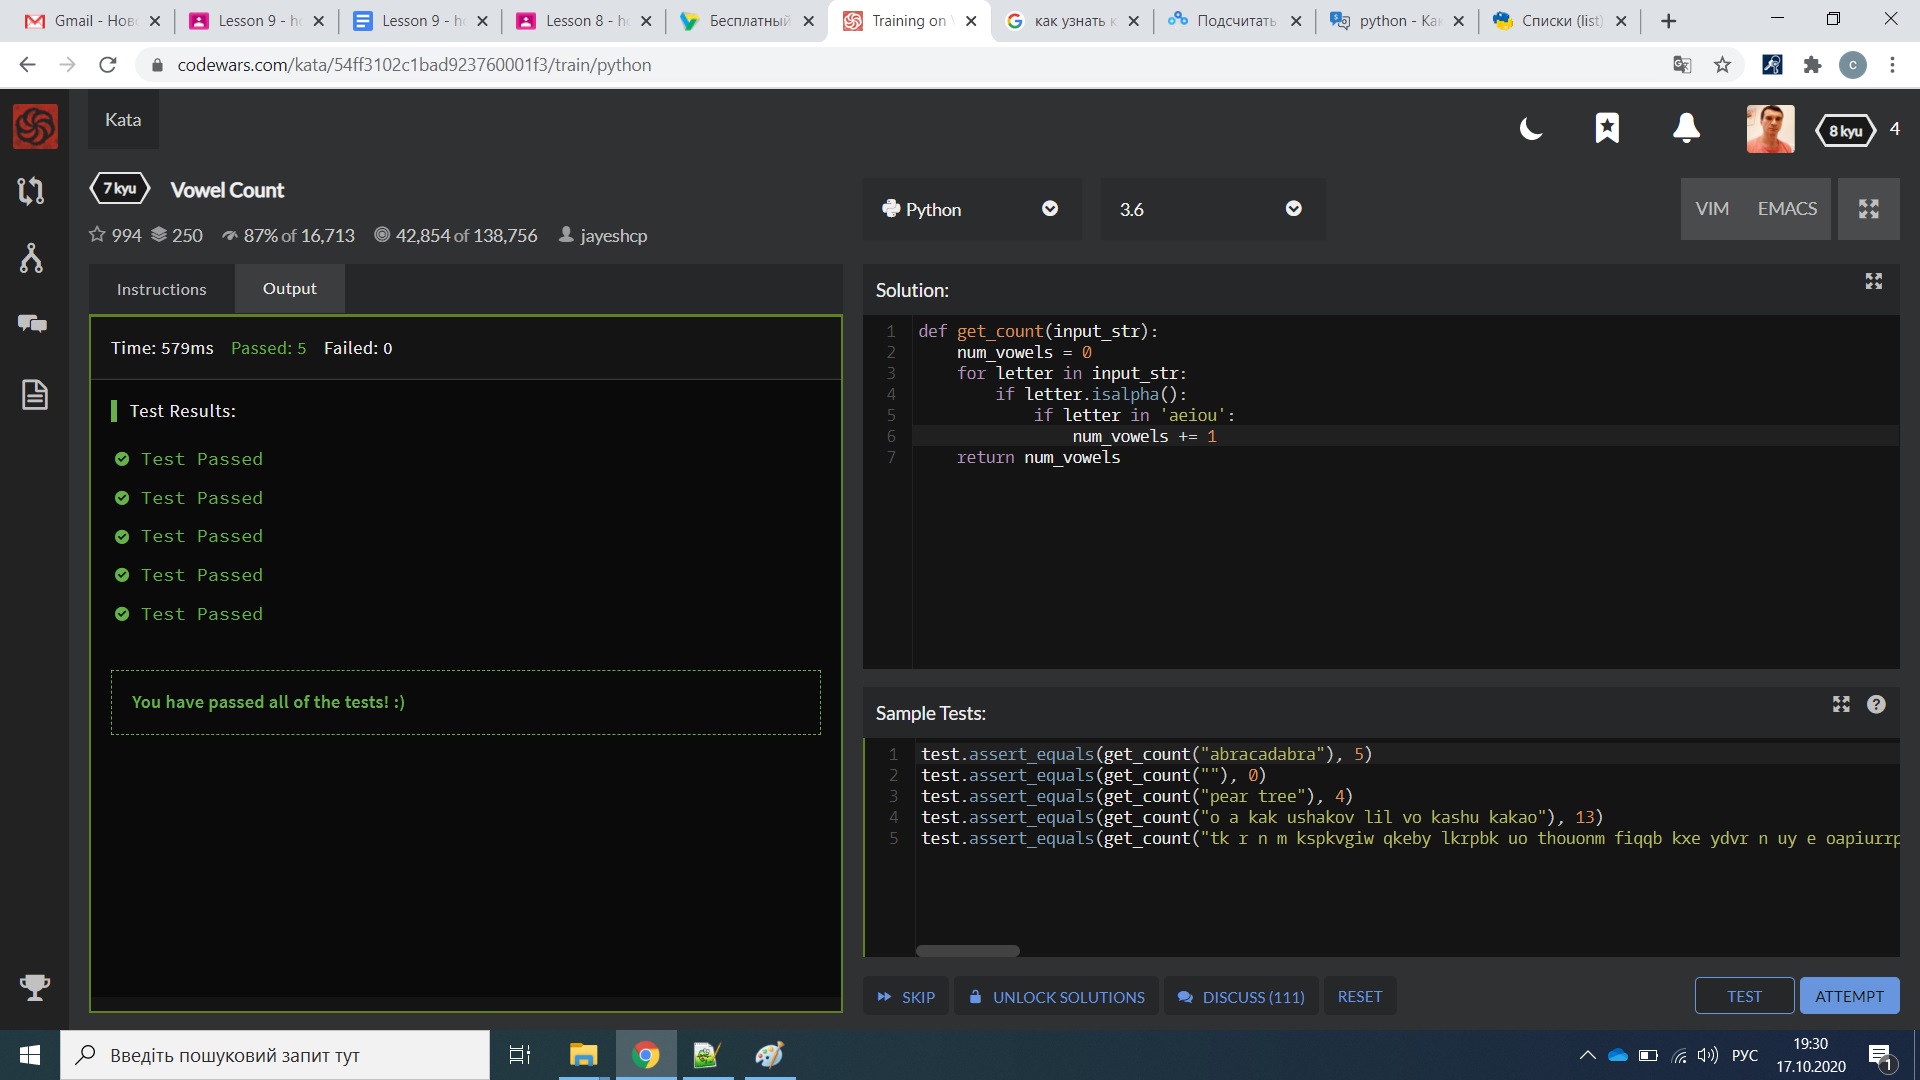 Gmail - Нов
Lesson 9 - h
Lesson 9 - h
Lesson 8 - h
Бесплатный
Training on
как узнать к
Подсчитать
python - Ка
Списки (list)
codewars.com/kata/54ff3102c1bad923760001f3/train/python
c
Kata
8 kyu
4
7 kyu
Vowel Count
994 250 87% of 16,713 42,854 of 138,756 jayeshcp
Python
3.6
VIM EMACS
Instructions
Output
Time: 579ms Passed: 5 Failed: 0
Test Results:
Test Passed
Test Passed
Test Passed
Test Passed
Test Passed
You have passed all of the tests! :)
Solution:
1 def get_count(input_str):
2 num_vowels = 0
3 for letter in input_str:
4 if letter.isalpha():
5 if letter in 'aeiou':
6 num_vowels += 1
7 return num_vowels
Sample Tests:
?
1 test.assert_equals(get_count("abracadabra"), 5)
2 test.assert_equals(get_count(""), 0)
3 test.assert_equals(get_count("pear tree"), 4)
4 test.assert_equals(get_count("o a kak ushakov lil vo kashu kakao"), 13)
5 test.assert_equals(get_count("tk r n m kspkvgiw qkeby lkrpbk uo thouonm fiqqb kxe ydvr n uy e oapiurrp
SKIP
UNLOCK SOLUTIONS
DISCUSS (111)
RESET
TEST
ATTEMPT
Введіть пошуковий запит тут
РУС
19:30
17.10.2020
1